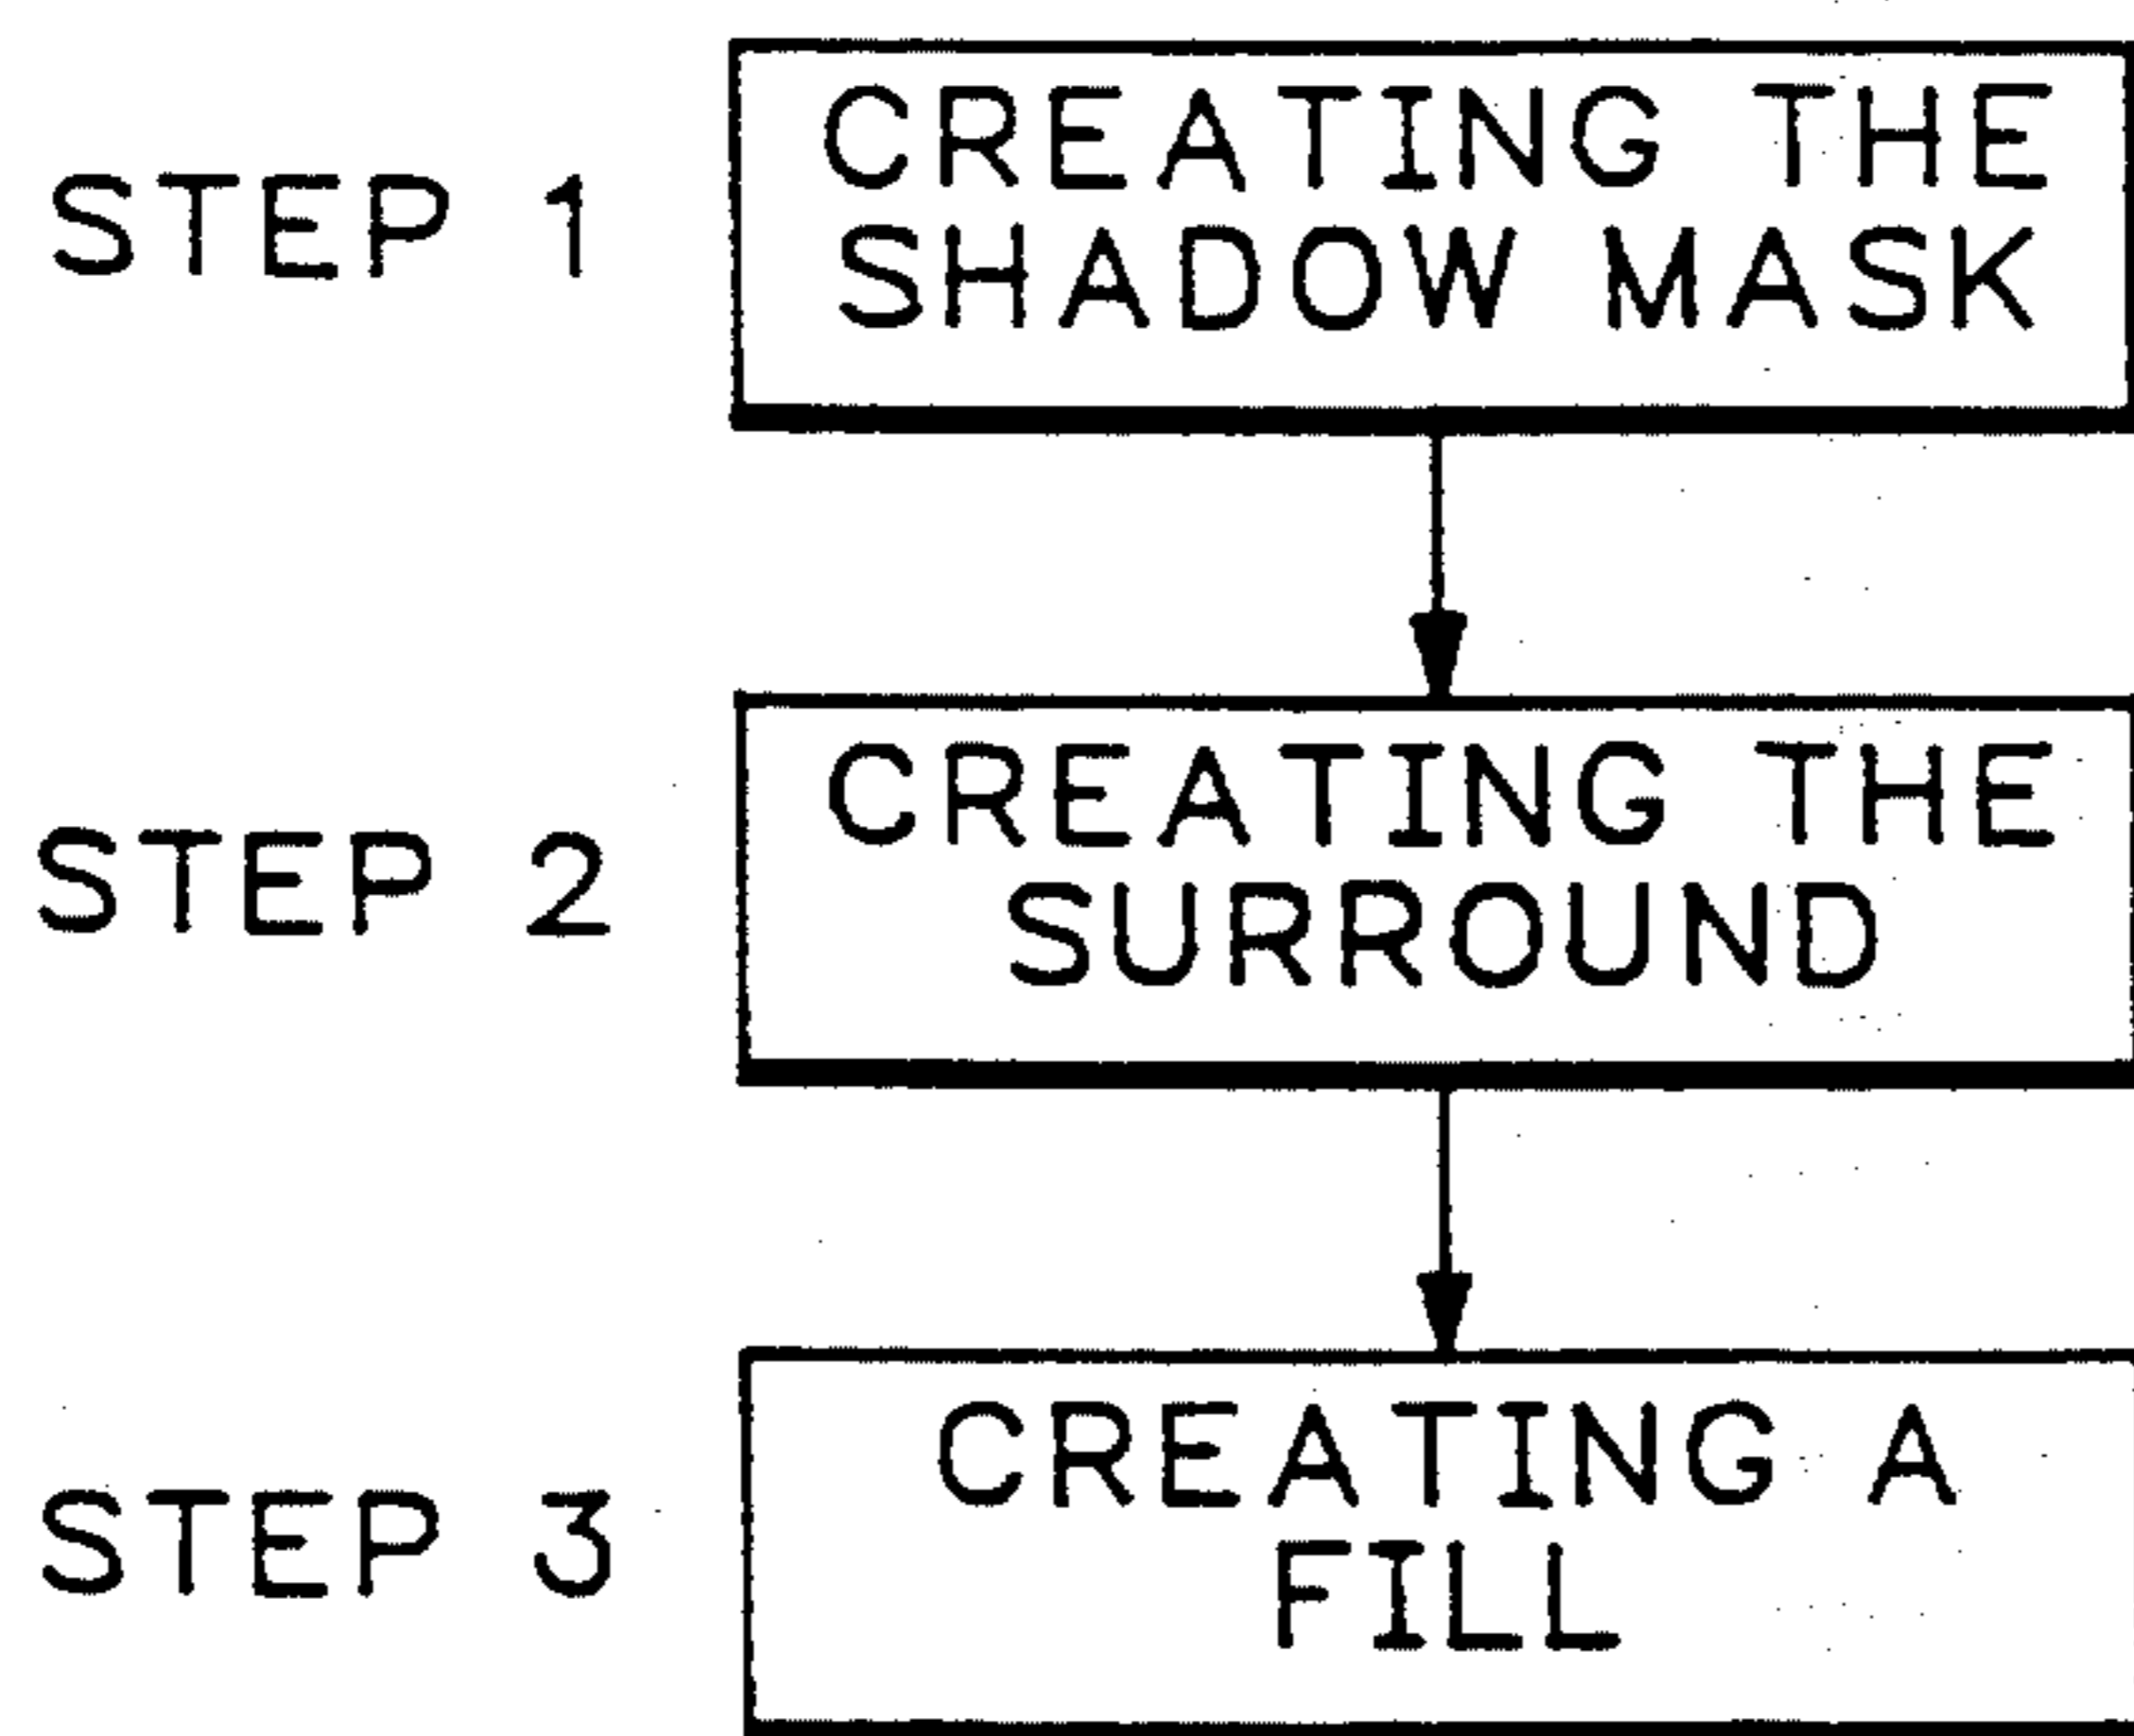 STEP 1
CREATING THE
SHADOW MASK
STEP 2
CREATING THE
SURROUND
STEP 3
CREATING A
FILL